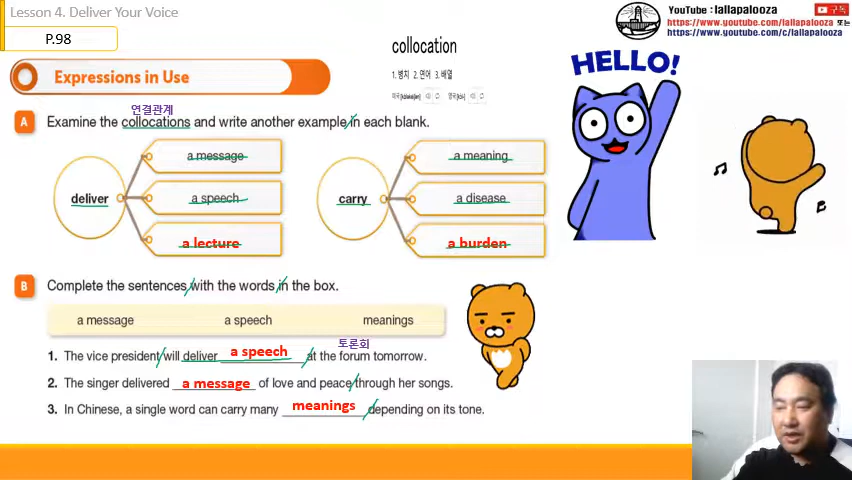 Lesson 4. Deliver Your Voice
P.98
YouTube : lallapalooza
구독
https://www.youtube.com/lallapalooza 또는
https://www.youtube.com/c/lallapalooza
collocation
1. 병치 2. 연어 3. 배열
HELLO!
Expressions in Use
연결관계
A Examine the collocations and write another example in each blank.
deliver
a message
a speech
a lecture
carry
a meaning
a disease
a burden
B Complete the sentences with the words in the box.
a message a speech meanings
토론회
1. The vice president will deliver a speech at the forum tomorrow.
2. The singer delivered a message of love and peace through her songs.
3. In Chinese, a single word can carry many meanings depending on its tone.